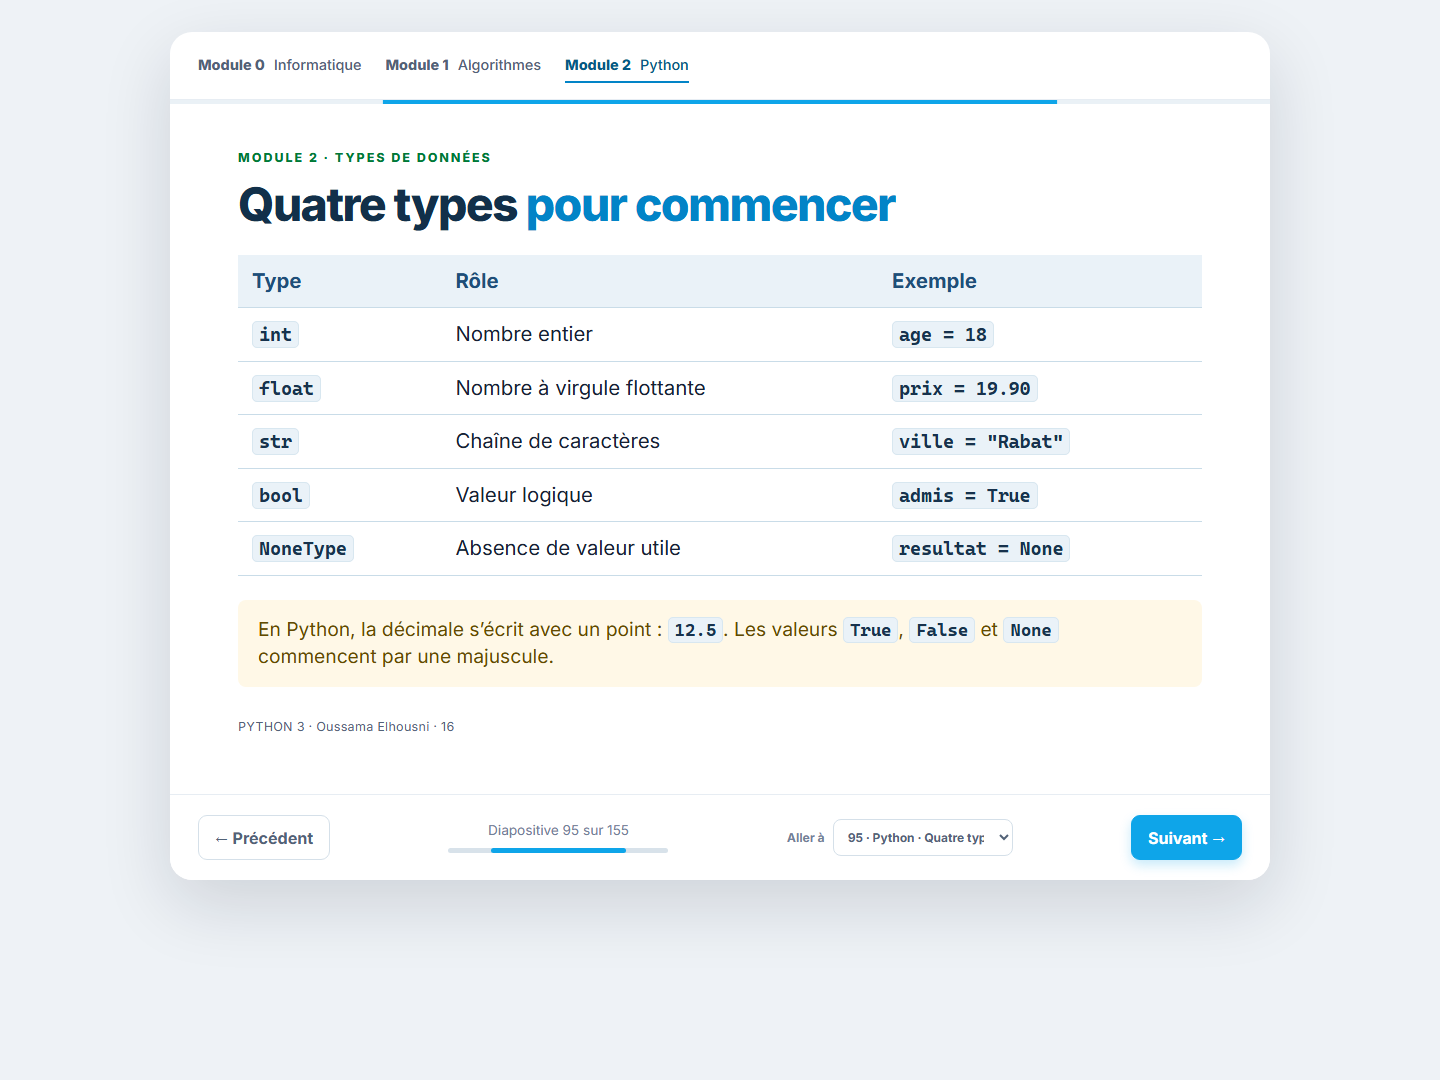 Module 0 Informatique Module 1 Algorithmes Module 2 Python
MODULE 2 · TYPES DE DONNÉES
Quatre types pour commencer
Type Rôle Exemple
int Nombre entier age = 18
float Nombre à virgule flottante prix = 19.90
str Chaîne de caractères ville = "Rabat"
bool Valeur logique admis = True
NoneType Absence de valeur utile resultat = None
En Python, la décimale s’écrit avec un point : 12.5. Les valeurs True, False et None
commencent par une majuscule.
PYTHON 3 · Oussama Elhousni · 16
← Précédent Diapositive 95 sur 155 Aller à 95 · Python · Quatre typ Suivant →